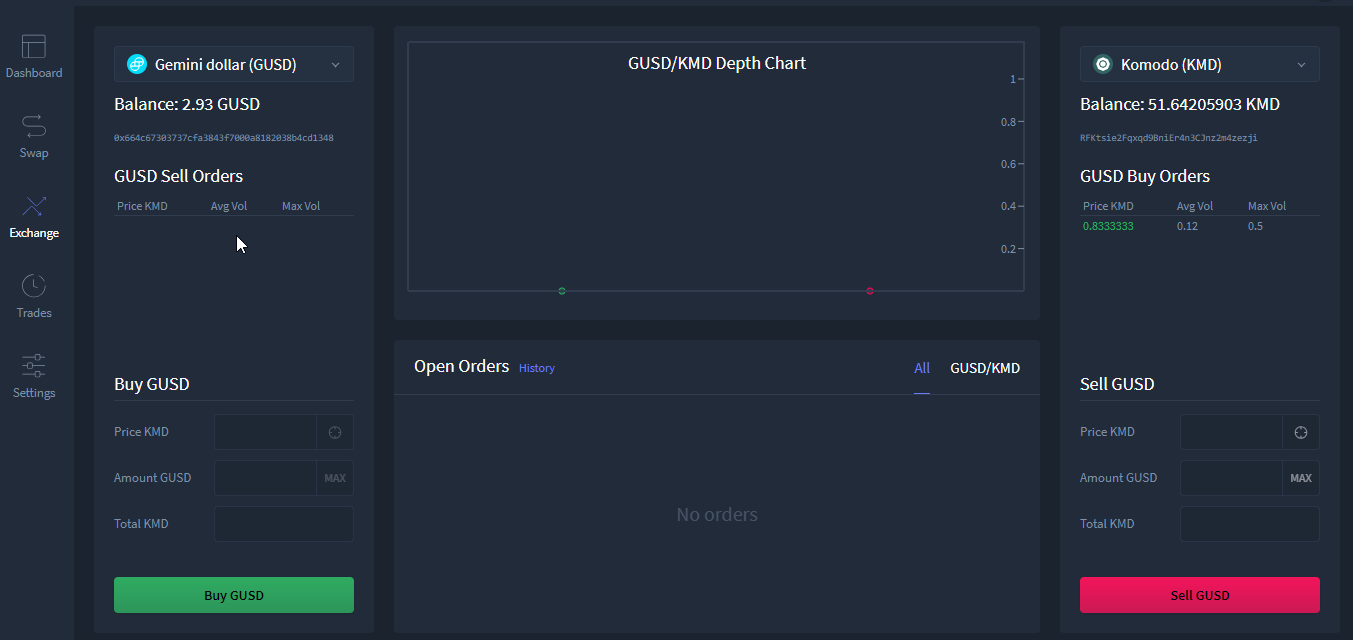 Dashboard
Swap
Exchange
Trades
Settings
Gemini dollar (GUSD)
Balance: 2.93 GUSD
0x664c67303737cfa3843f7000a8182038b4cd1348
GUSD Sell Orders
Price KMD Avg Vol Max Vol
Buy GUSD
Price KMD
Amount GUSD MAX
Total KMD
Buy GUSD
GUSD/KMD Depth Chart
1
0.8
0.6
0.4
0.2
Open Orders History All GUSD/KMD
No orders
Komodo (KMD)
Balance: 51.64205903 KMD
RFKtsie2Fqxqd9BniEr4n3CJnz2m4zezji
GUSD Buy Orders
Price KMD Avg Vol Max Vol
0.8333333 0.12 0.5
Sell GUSD
Price KMD
Amount GUSD MAX
Total KMD
Sell GUSD